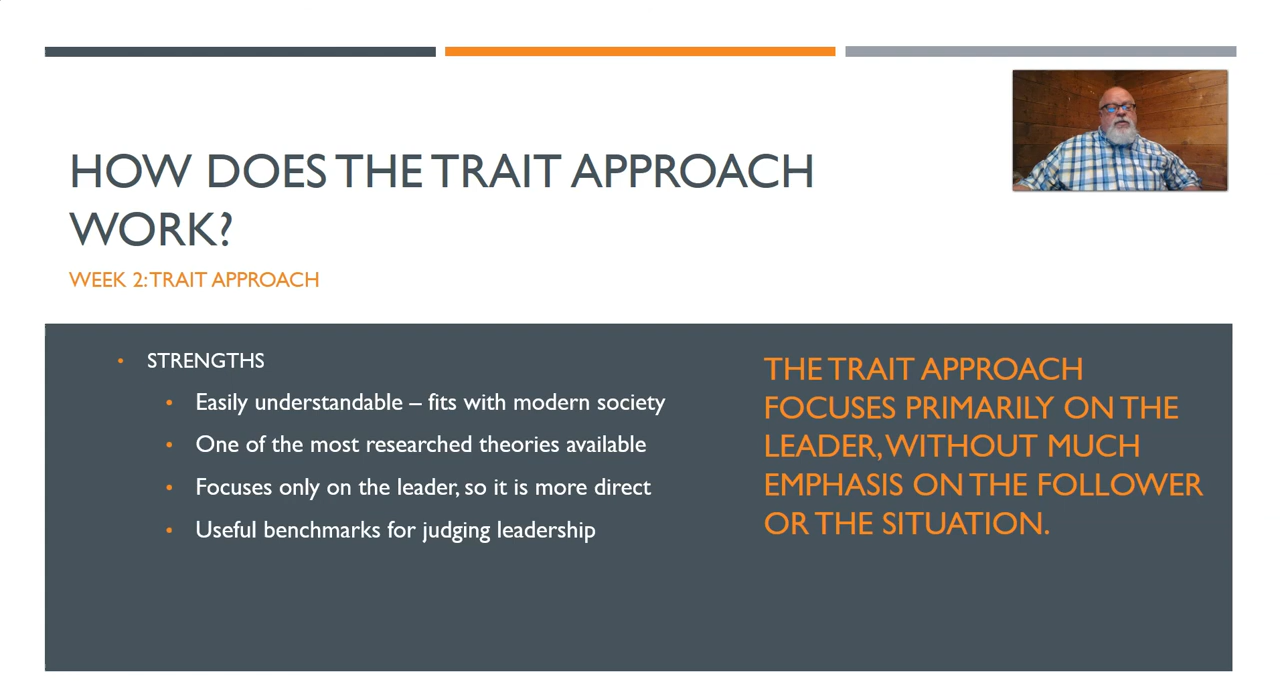 HOW DOES THE TRAIT APPROACH
WORK?
WEEK 2: TRAIT APPROACH
• STRENGTHS
• Easily understandable – fits with modern society
• One of the most researched theories available
• Focuses only on the leader, so it is more direct
• Useful benchmarks for judging leadership
THE TRAIT APPROACH
FOCUSES PRIMARILY ON THE
LEADER, WITHOUT MUCH
EMPHASIS ON THE FOLLOWER
OR THE SITUATION.